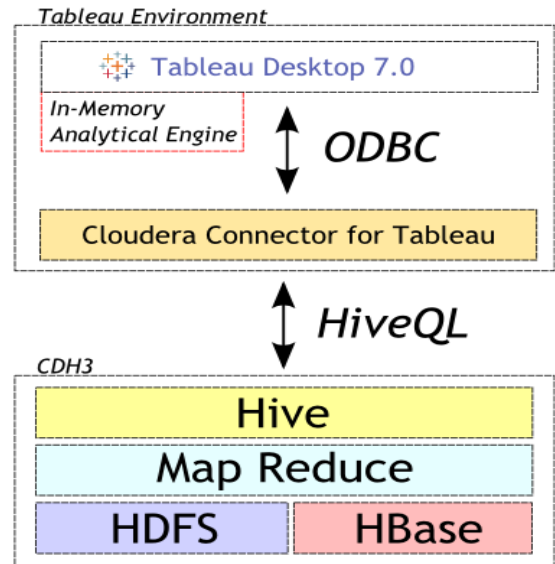 Tableau Environment
Tableau Desktop 7.0
In-Memory
Analytical Engine
ODBC
Cloudera Connector for Tableau
HiveQL
CDH3
Hive
Map Reduce
HDFS
HBase